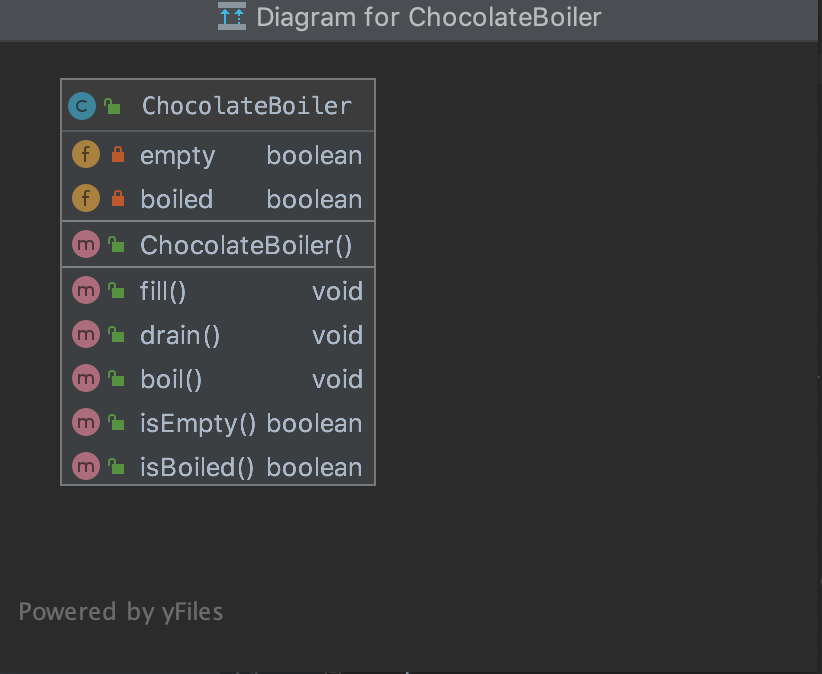 Diagram for ChocolateBoiler
C ChocolateBoiler
f empty boolean
f boiled boolean
m ChocolateBoiler()
m fill() void
m drain() void
m boil() void
m isEmpty() boolean
m isBoiled() boolean
Powered by yFiles